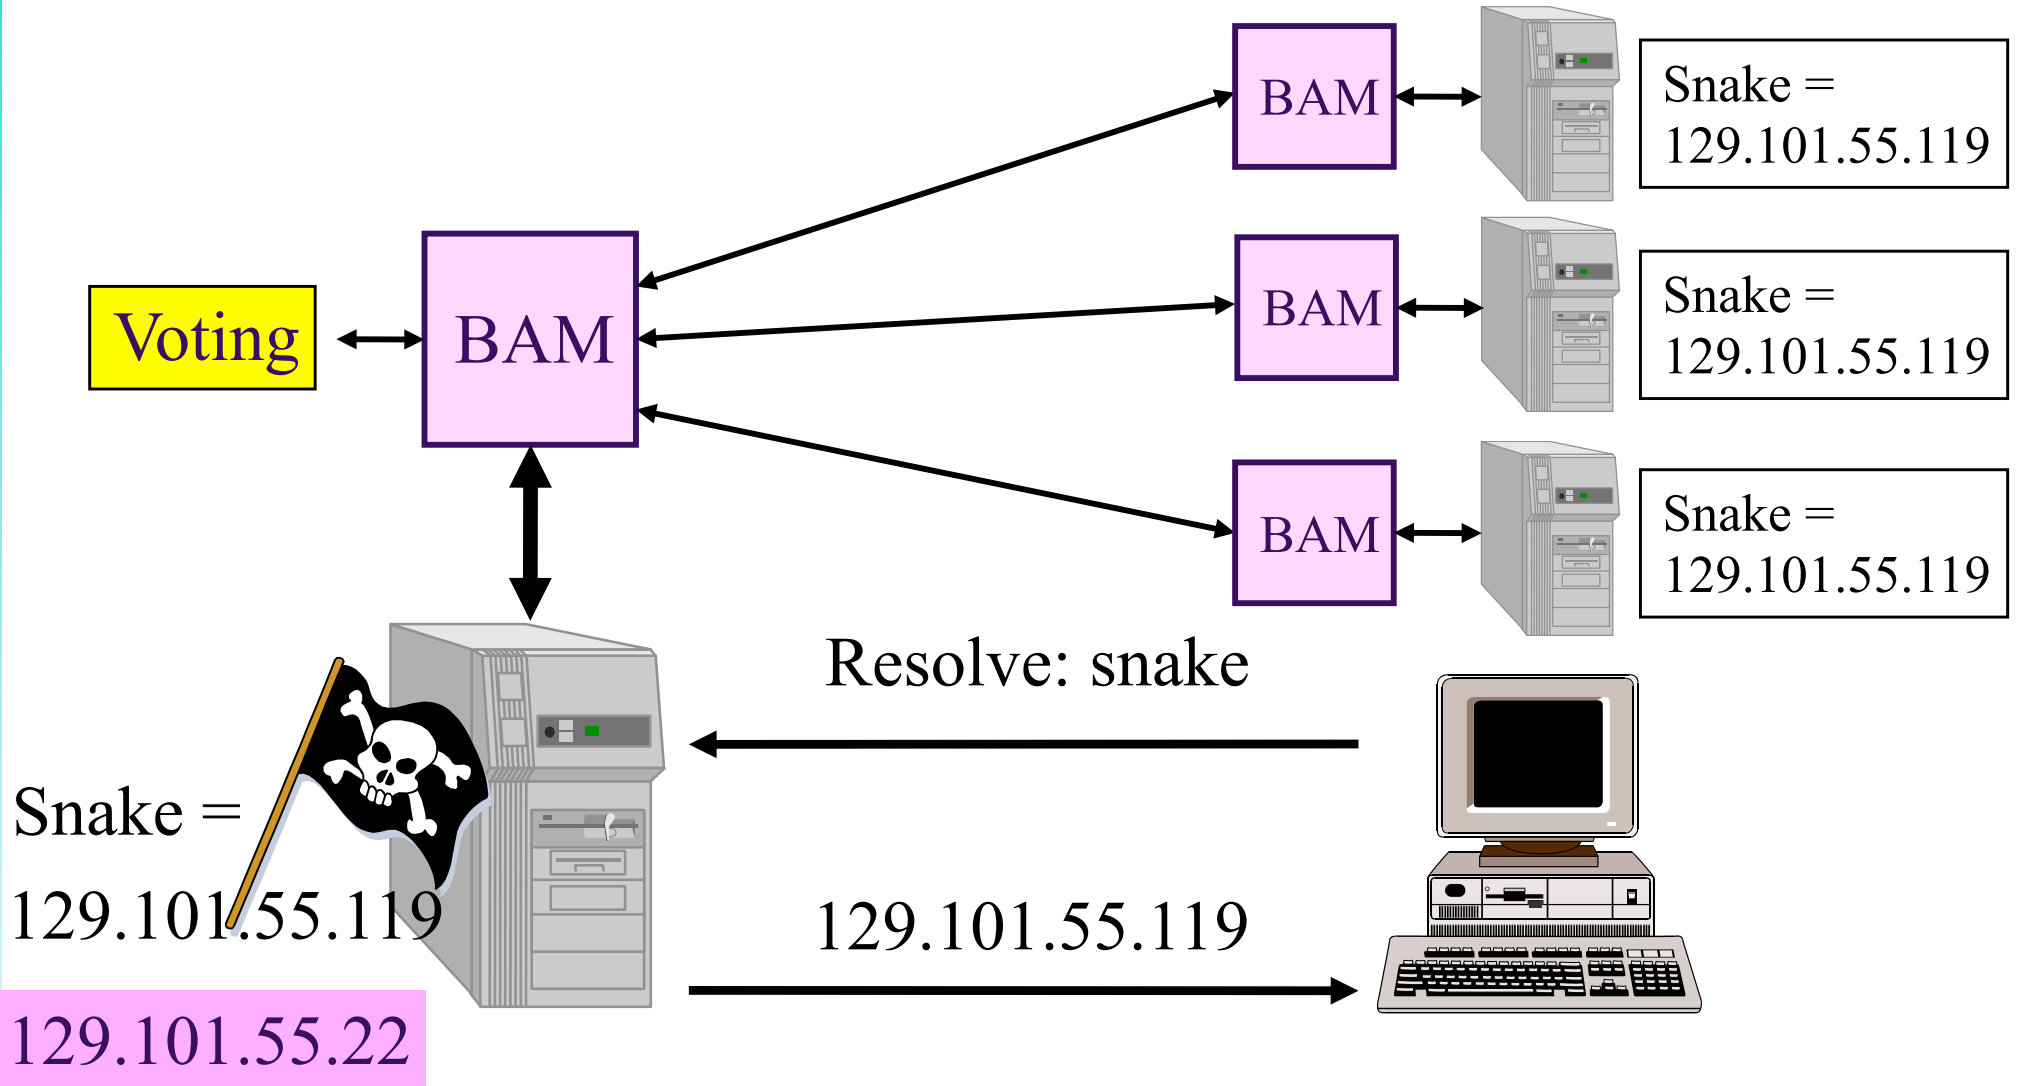 BAM
Snake =
129.101.55.119
BAM
Snake =
129.101.55.119
Voting
BAM
BAM
Snake =
129.101.55.119
Resolve: snake
Snake =
129.101.55.119
129.101.55.119
129.101.55.22